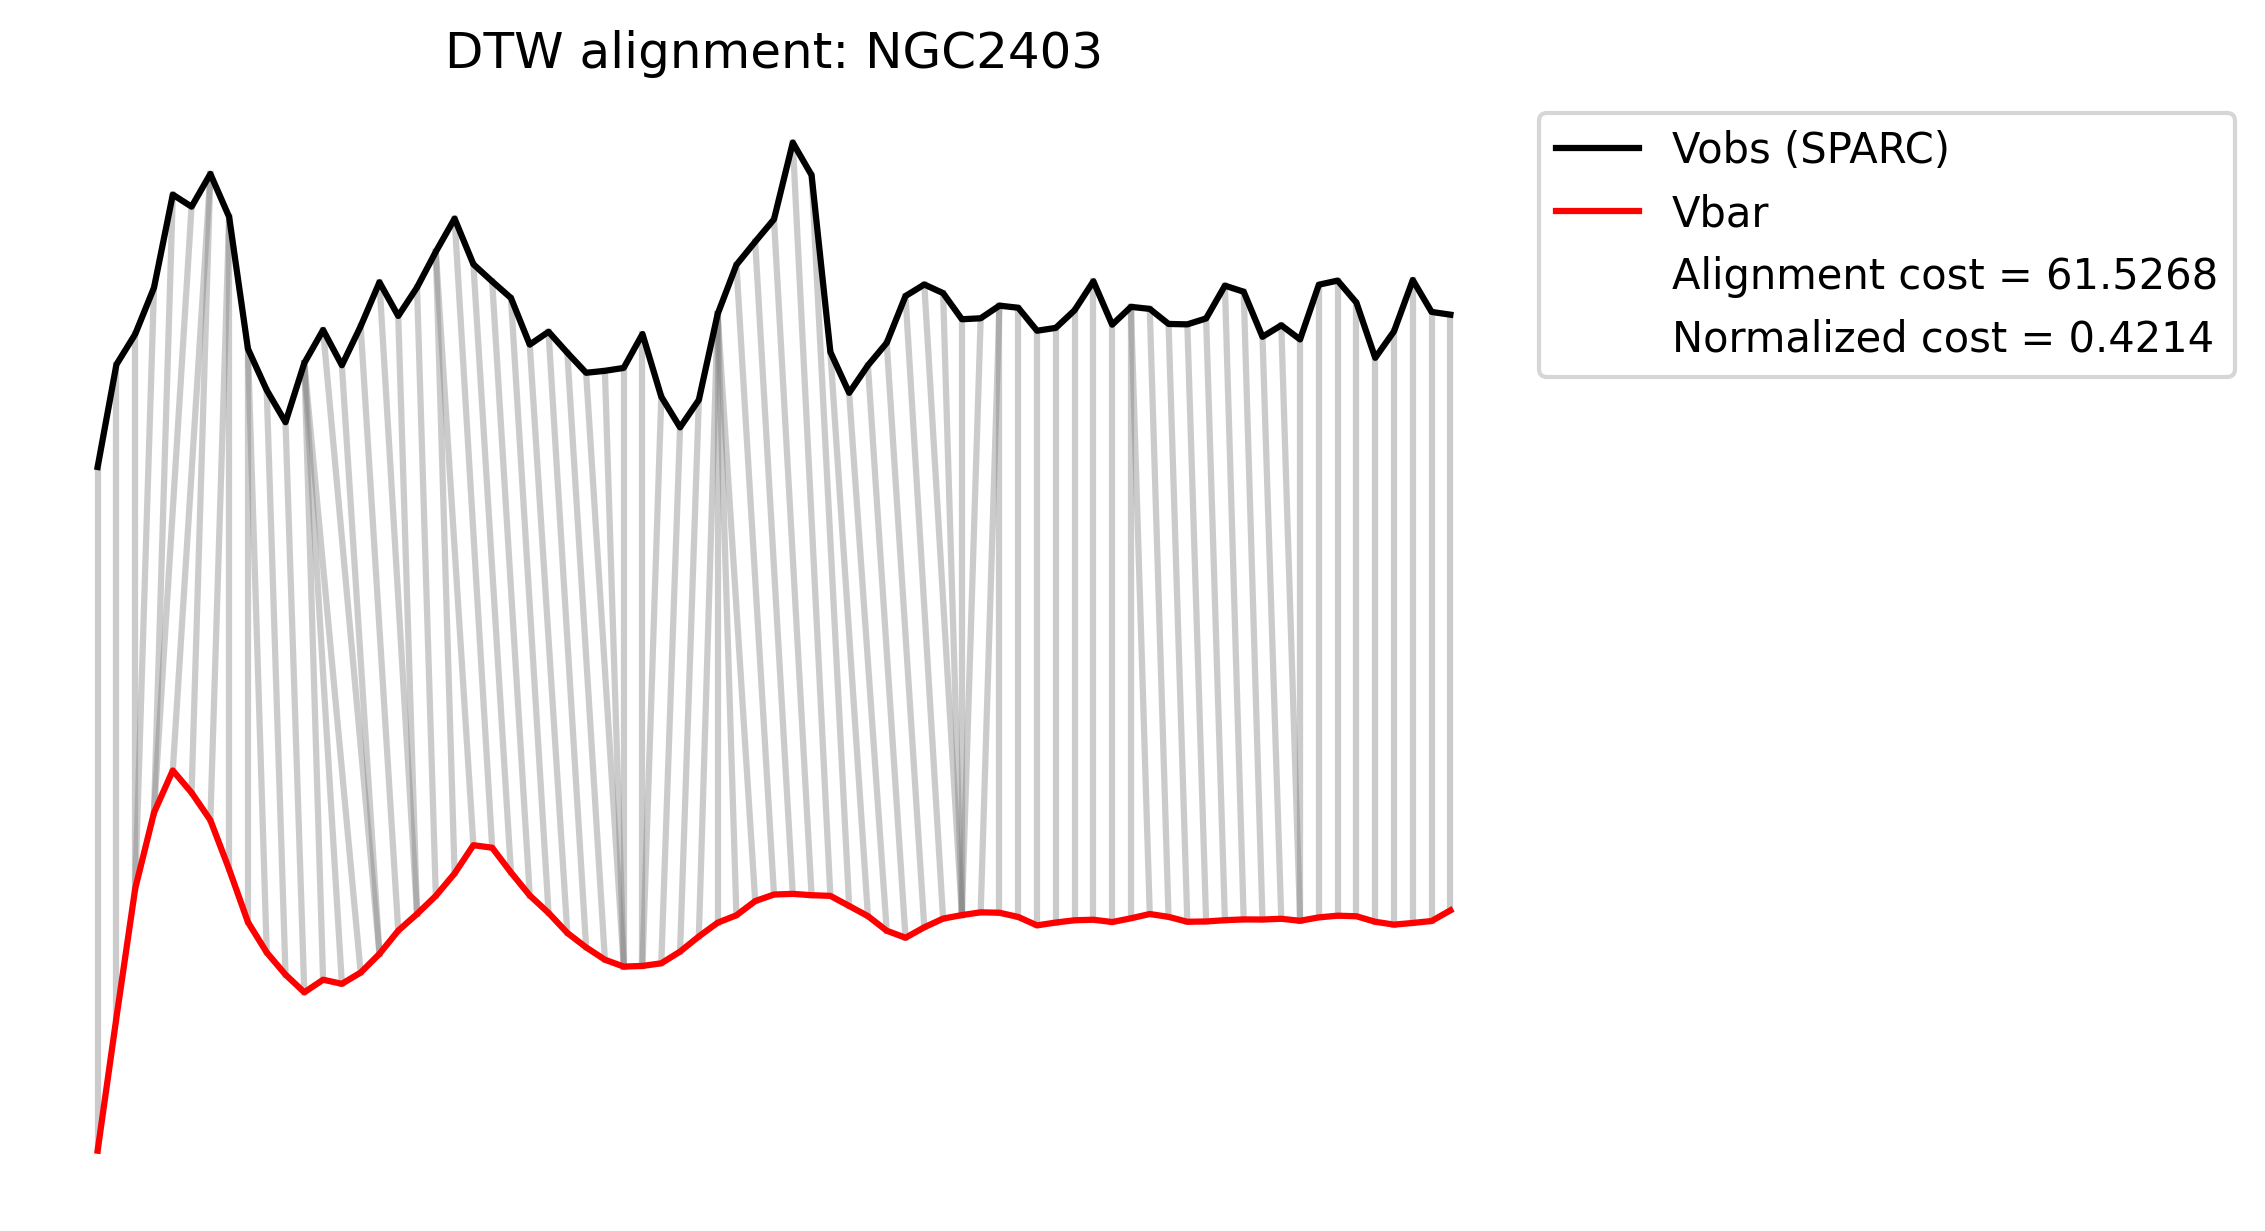 DTW alignment: NGC2403
Vobs (SPARC)
Vbar
Alignment cost = 61.5268
Normalized cost = 0.4214